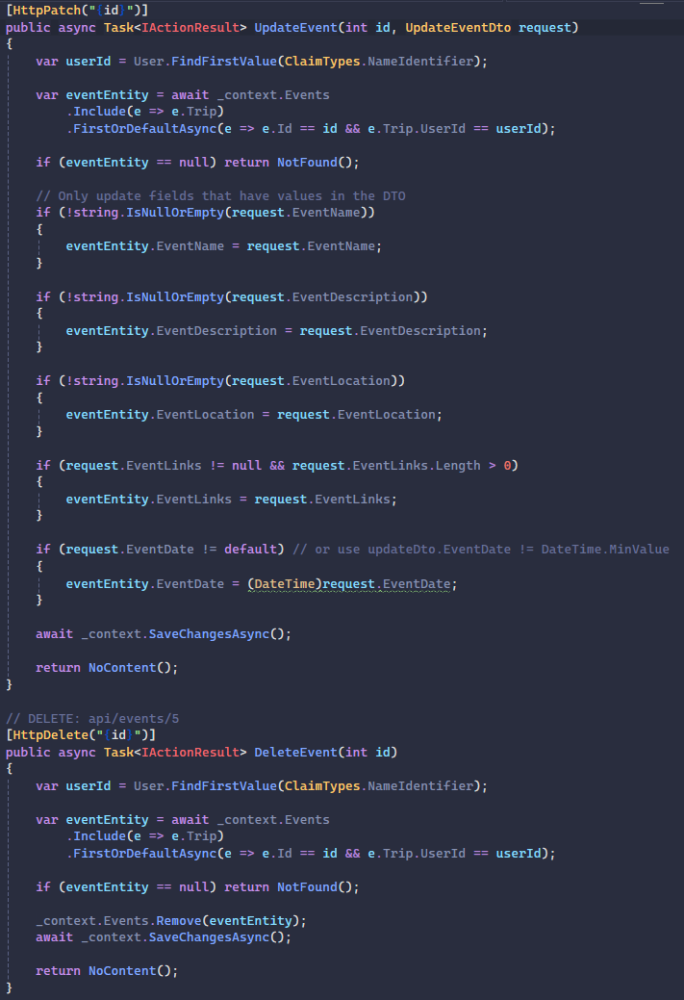 [HttpPatch("{id}")]
public async Task<IActionResult> UpdateEvent(int id, UpdateEventDto request)
{
    var userId = User.FindFirstValue(ClaimTypes.NameIdentifier);

    var eventEntity = await _context.Events
        .Include(e => e.Trip)
        .FirstOrDefaultAsync(e => e.Id == id && e.Trip.UserId == userId);

    if (eventEntity == null) return NotFound();

    // Only update fields that have values in the DTO
    if (!string.IsNullOrEmpty(request.EventName))
    {
        eventEntity.EventName = request.EventName;
    }

    if (!string.IsNullOrEmpty(request.EventDescription))
    {
        eventEntity.EventDescription = request.EventDescription;
    }

    if (!string.IsNullOrEmpty(request.EventLocation))
    {
        eventEntity.EventLocation = request.EventLocation;
    }

    if (request.EventLinks != null && request.EventLinks.Length > 0)
    {
        eventEntity.EventLinks = request.EventLinks;
    }

    if (request.EventDate != default) // or use updateDto.EventDate != DateTime.MinValue
    {
        eventEntity.EventDate = (DateTime)request.EventDate;
    }

    await _context.SaveChangesAsync();

    return NoContent();
}

// DELETE: api/events/5
[HttpDelete("{id}")]
public async Task<IActionResult> DeleteEvent(int id)
{
    var userId = User.FindFirstValue(ClaimTypes.NameIdentifier);

    var eventEntity = await _context.Events
        .Include(e => e.Trip)
        .FirstOrDefaultAsync(e => e.Id == id && e.Trip.UserId == userId);

    if (eventEntity == null) return NotFound();

    _context.Events.Remove(eventEntity);
    await _context.SaveChangesAsync();

    return NoContent();
}